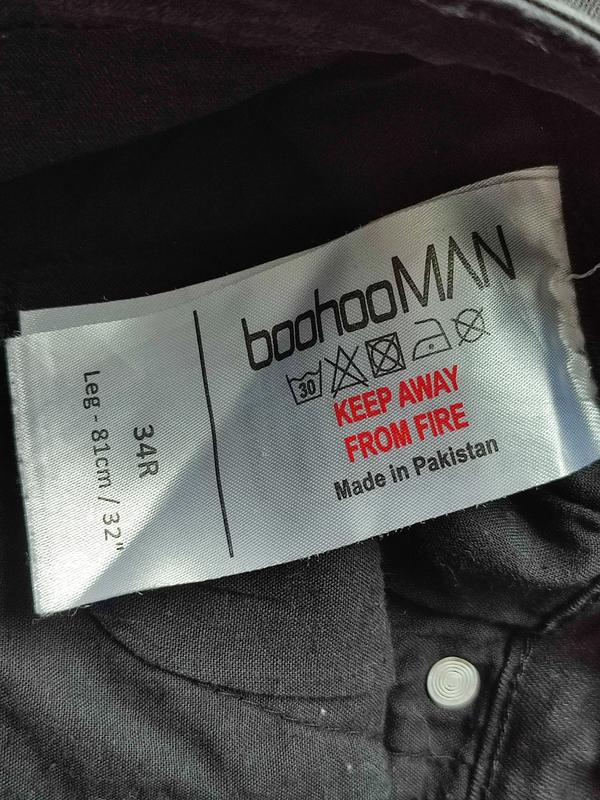 boohooMAN
30
KEEP AWAY
FROM FIRE
Made in Pakistan
34R
Leg - 81cm / 32"